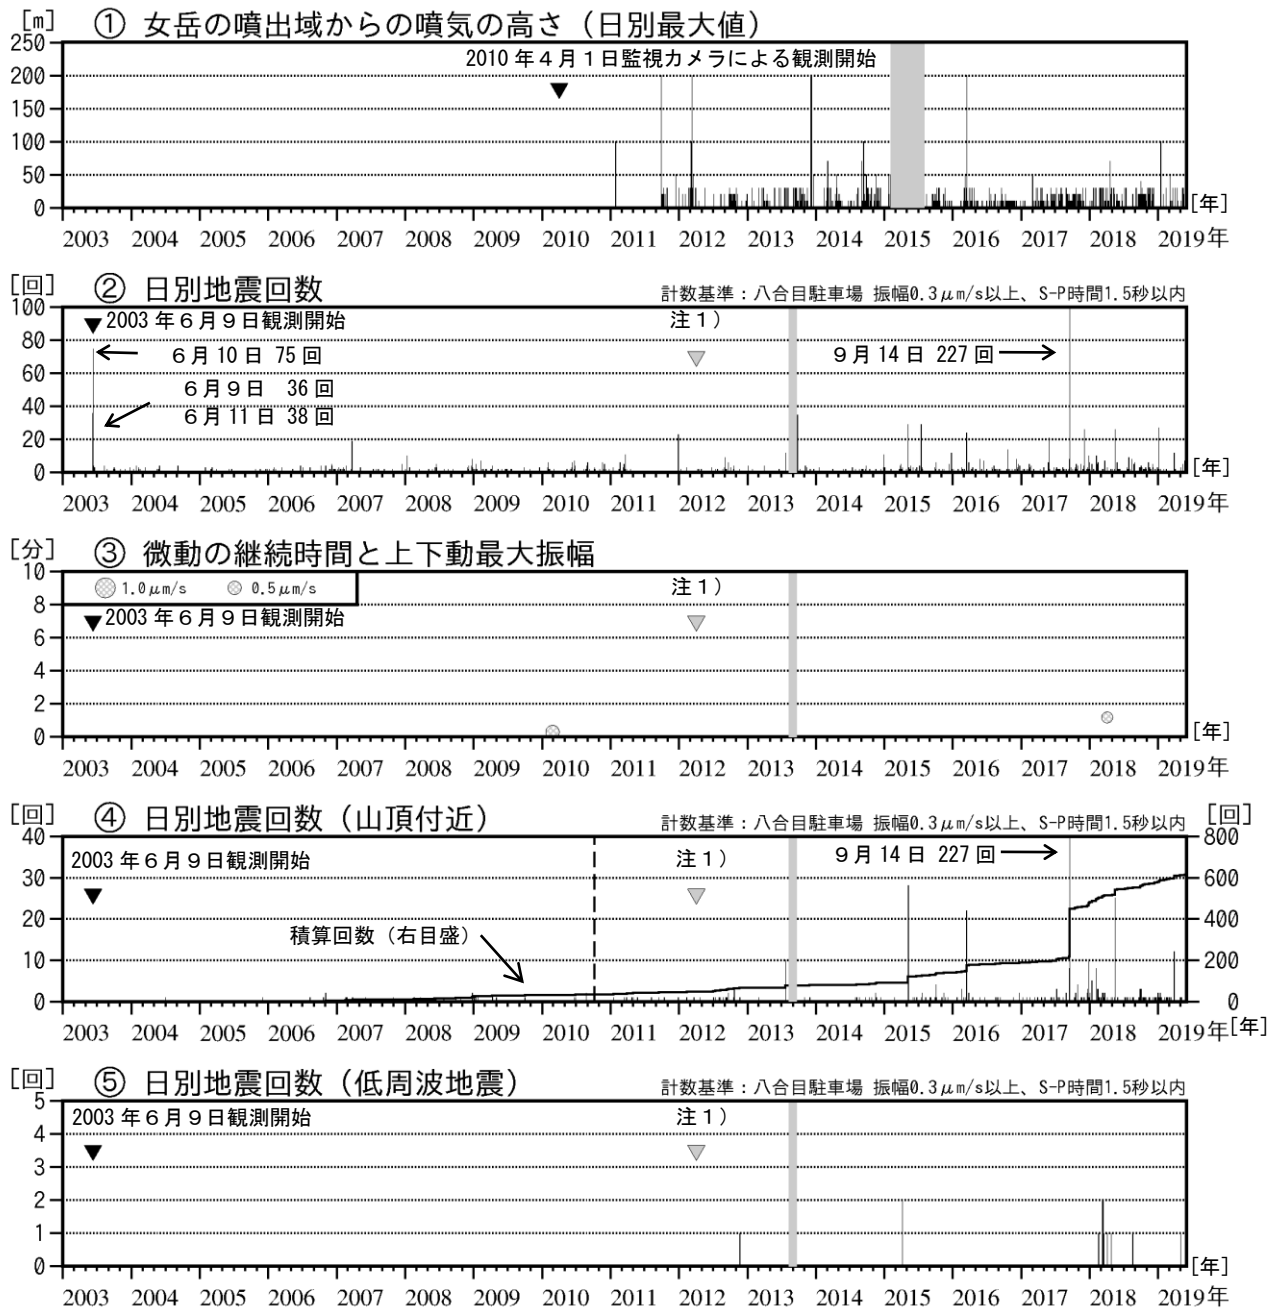 [m] ① 女岳の噴出域からの噴気の高さ（日別最大値）
250
2010年４月１日監視カメラによる観測開始
200
150
100
50
0
[年]
2003 2004 2005 2006 2007 2008 2009 2010 2011 2012 2013 2014 2015 2016 2017 2018 2019年
[回] ② 日別地震回数 計数基準：八合目駐車場 振幅0.3μm/s以上、S-P時間1.5秒以内
100
2003年６月９日観測開始 注１）
80
６月10日 75回 ９月14日 227回
60
６月９日 36回
40
６月11日 38回
20
0
[年]
2003 2004 2005 2006 2007 2008 2009 2010 2011 2012 2013 2014 2015 2016 2017 2018 2019年
[分] ③ 微動の継続時間と上下動最大振幅
10
1.0μm/s 0.5μm/s 注１）
8
2003年６月９日観測開始
6
4
2
0
[年]
2003 2004 2005 2006 2007 2008 2009 2010 2011 2012 2013 2014 2015 2016 2017 2018 2019年
[回] ④ 日別地震回数（山頂付近） 計数基準：八合目駐車場 振幅0.3μm/s以上、S-P時間1.5秒以内 [回]
40 800
2003年６月９日観測開始 注１） ９月14日 227回
30 600
20 400
積算回数（右目盛）
10 200
0 0
2003 2004 2005 2006 2007 2008 2009 2010 2011 2012 2013 2014 2015 2016 2017 2018 2019年[年]
[回] ⑤ 日別地震回数（低周波地震） 計数基準：八合目駐車場 振幅0.3μm/s以上、S-P時間1.5秒以内
5
2003年６月９日観測開始 注１）
4
3
2
1
0
[年]
2003 2004 2005 2006 2007 2008 2009 2010 2011 2012 2013 2014 2015 2016 2017 2018 2019年